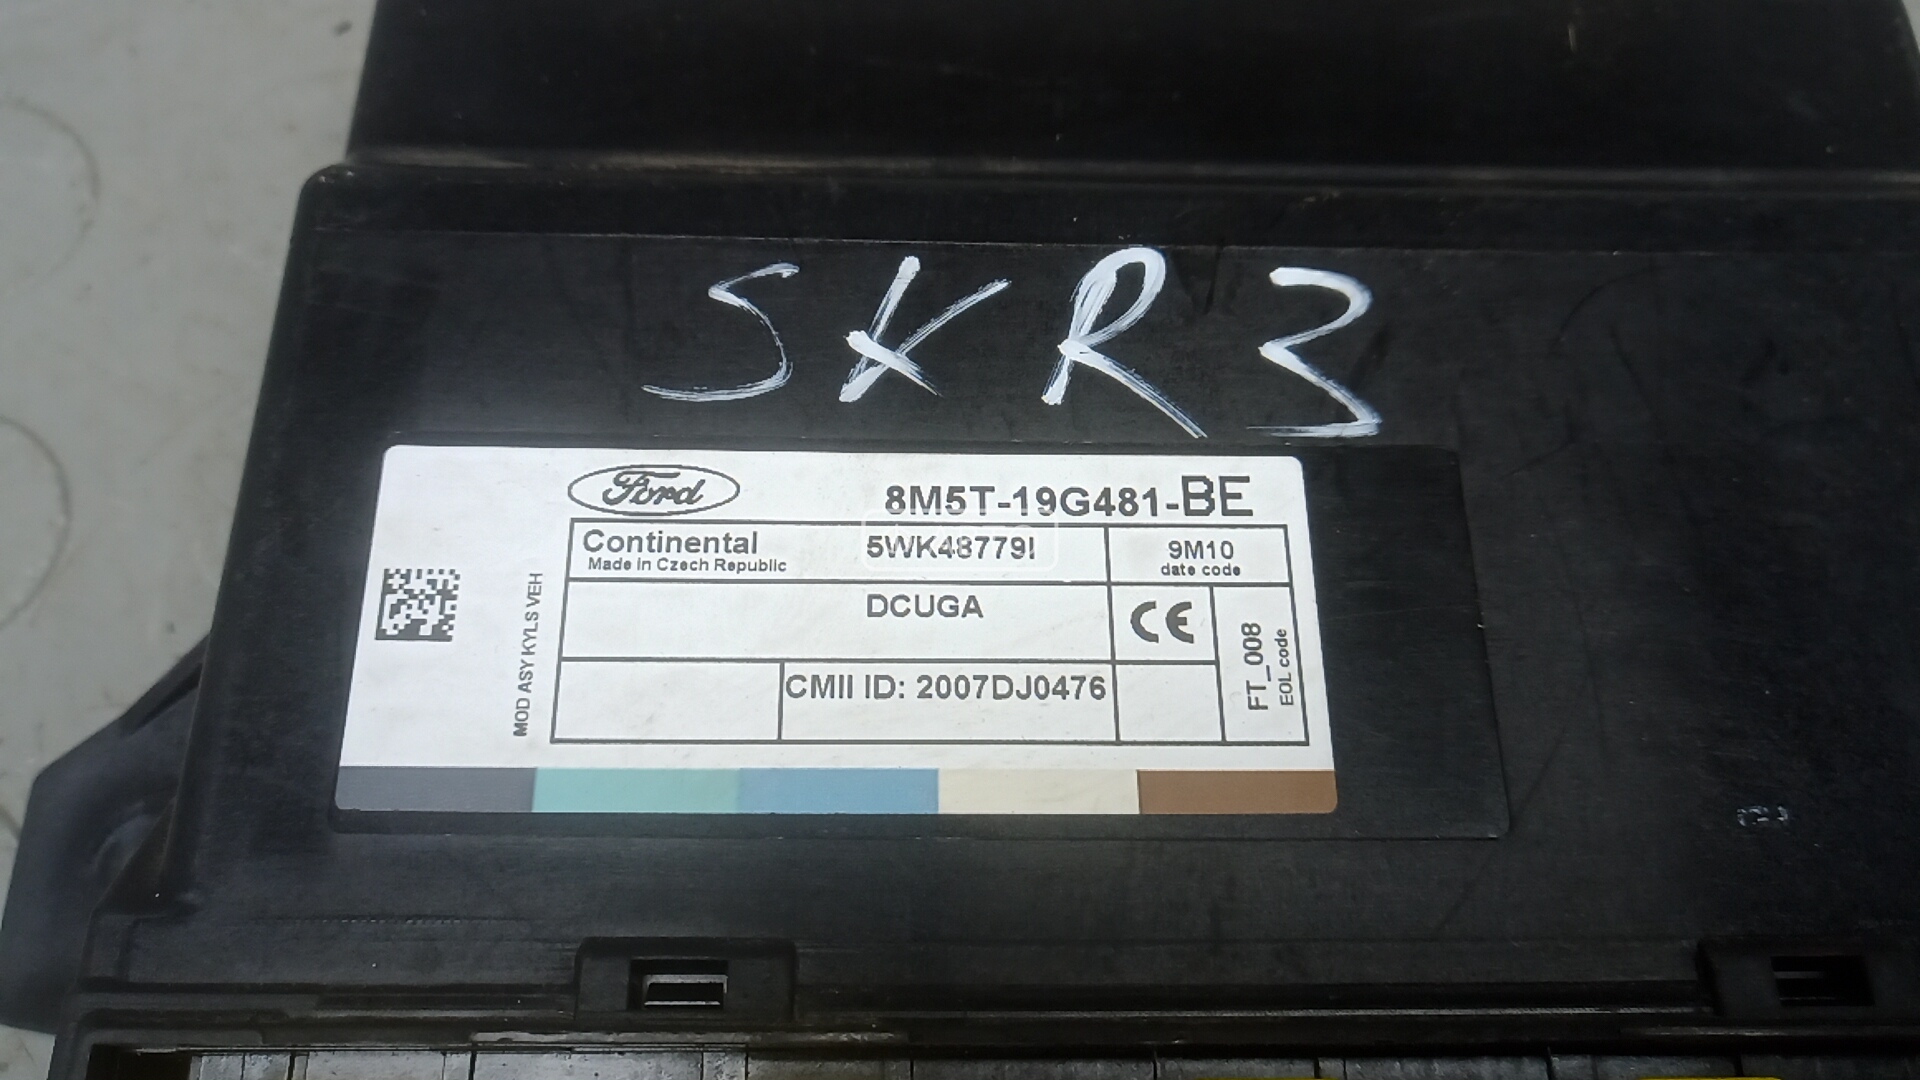 SKR3
Ford
8M5T-19G481-BE
Continental 5WK48779I
Made in Czech Republic
9M10
date code
DCUGA
CE
CMII ID: 2007DJ0476
FT_008
EOL code
MOD ASY KYLS VEH